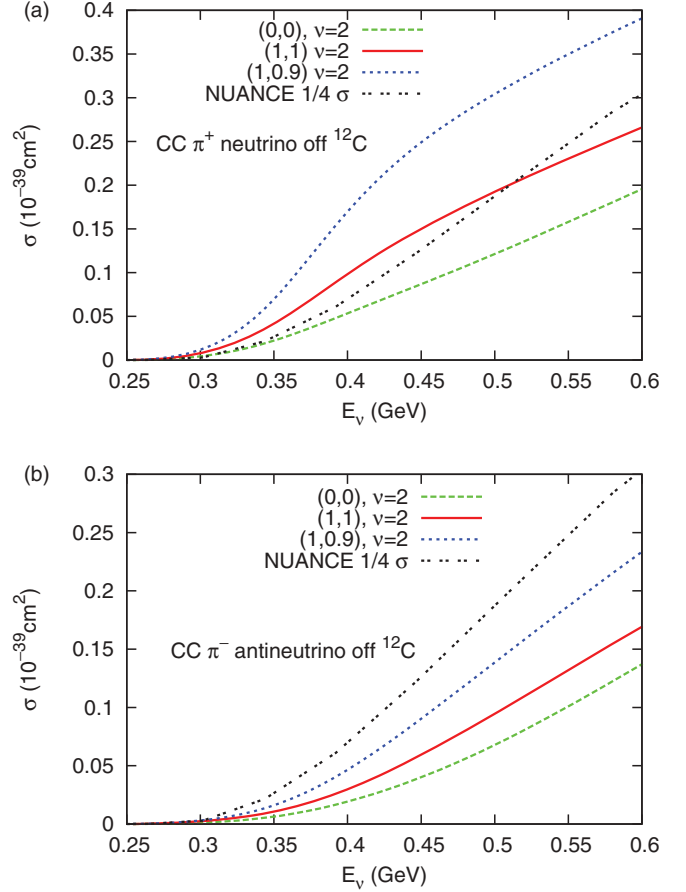 (a)
0.4
0.35
0.3
0.25
0.2
0.15
0.1
0.05
0
σ (10⁻³⁹cm²)
(0,0), ν=2
(1,1) ν=2
(1,0.9) ν=2
NUANCE 1/4 σ
CC π⁺ neutrino off ¹²C
0.25 0.3 0.35 0.4 0.45 0.5 0.55 0.6
E_ν (GeV)
(b)
0.3
0.25
0.2
0.15
0.1
0.05
0
σ (10⁻³⁹cm²)
(0,0), ν=2
(1,1), ν=2
(1,0.9), ν=2
NUANCE 1/4 σ
CC π⁻ antineutrino off ¹²C
0.25 0.3 0.35 0.4 0.45 0.5 0.55 0.6
E_ν (GeV)